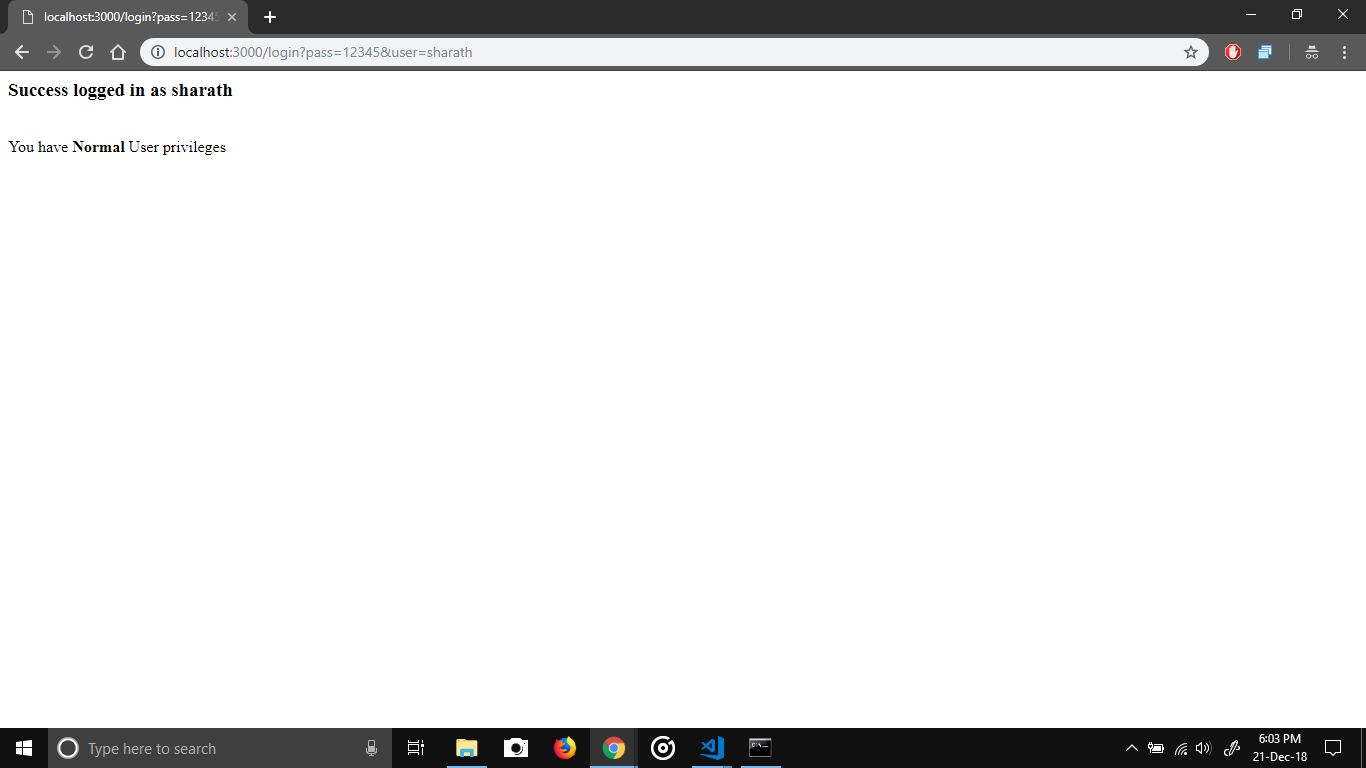 localhost:3000/login?pass=1234
localhost:3000/login?pass=12345&user=sharath
Success logged in as sharath
You have Normal User privileges
Type here to search
6:03 PM
21-Dec-18